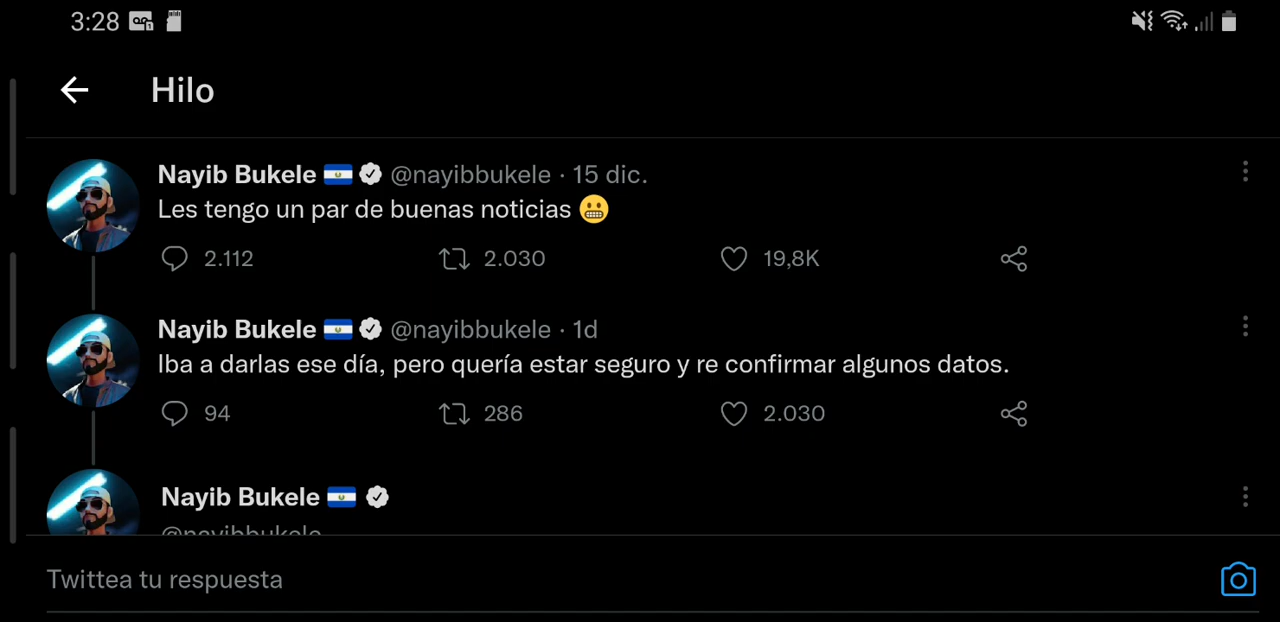 3:28
Hilo
Nayib Bukele 🇸🇻 @nayibbukele · 15 dic.
Les tengo un par de buenas noticias 😬
2.112 2.030 19,8K
Nayib Bukele 🇸🇻 @nayibbukele · 1d
Iba a darlas ese día, pero quería estar seguro y re confirmar algunos datos.
94 286 2.030
Nayib Bukele 🇸🇻
@nayibbukele
Twittea tu respuesta